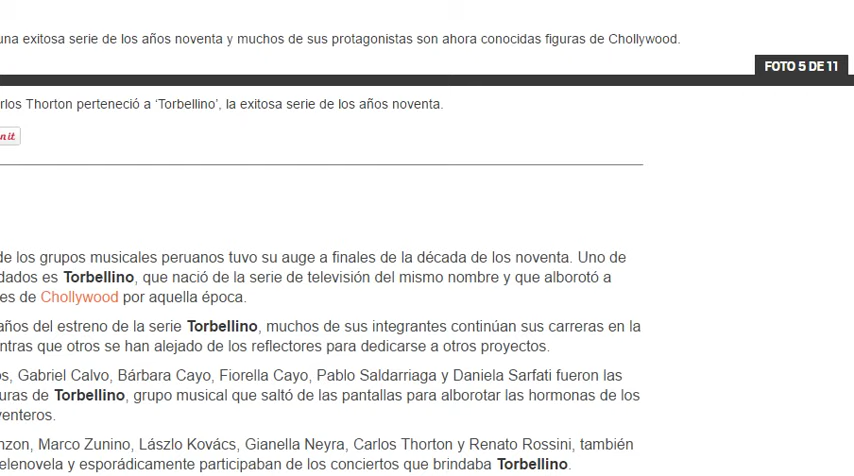 una exitosa serie de los años noventa y muchos de sus protagonistas son ahora conocidas figuras de Chollywood.
FOTO 5 DE 11
rlos Thorton perteneció a ‘Torbellino’, la exitosa serie de los años noventa.
nit
de los grupos musicales peruanos tuvo su auge a finales de la década de los noventa. Uno de
dados es Torbellino, que nació de la serie de televisión del mismo nombre y que alborotó a
es de Chollywood por aquella época.
años del estreno de la serie Torbellino, muchos de sus integrantes continúan sus carreras en la
ntras que otros se han alejado de los reflectores para dedicarse a otros proyectos.
os, Gabriel Calvo, Bárbara Cayo, Fiorella Cayo, Pablo Saldarriaga y Daniela Sarfati fueron las
uras de Torbellino, grupo musical que saltó de las pantallas para alborotar las hormonas de los
venteros.
nzon, Marco Zunino, Lászlo Kovács, Gianella Neyra, Carlos Thorton y Renato Rossini, también
elenovela y esporádicamente participaban de los conciertos que brindaba Torbellino.